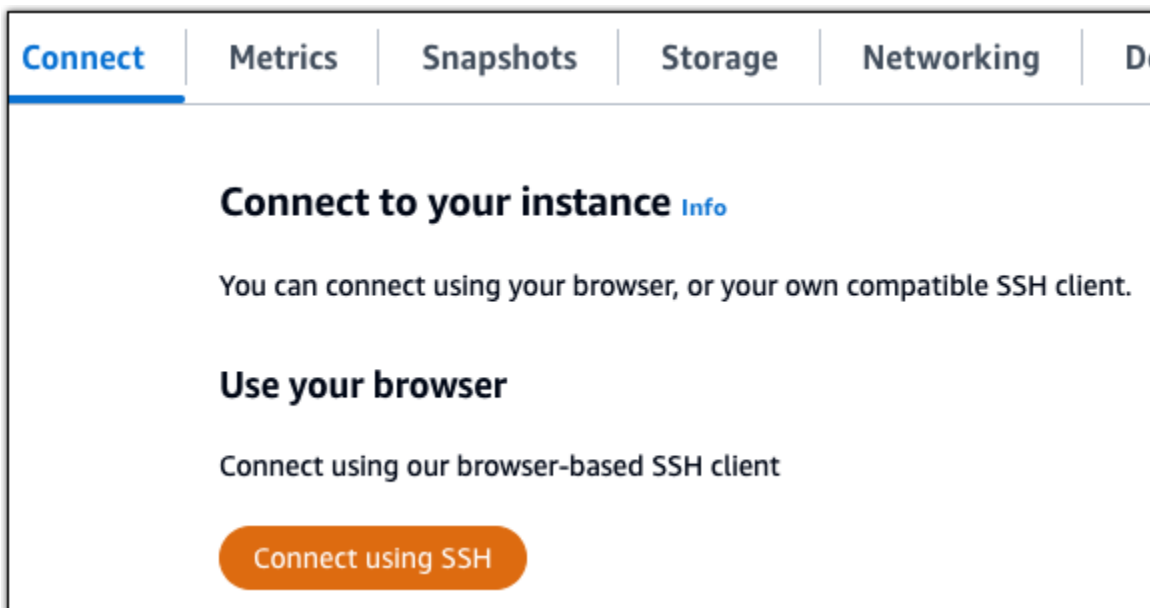 Connect Metrics Snapshots Storage Networking
Connect to your instance Info
You can connect using your browser, or your own compatible SSH client.
Use your browser
Connect using our browser-based SSH client
Connect using SSH